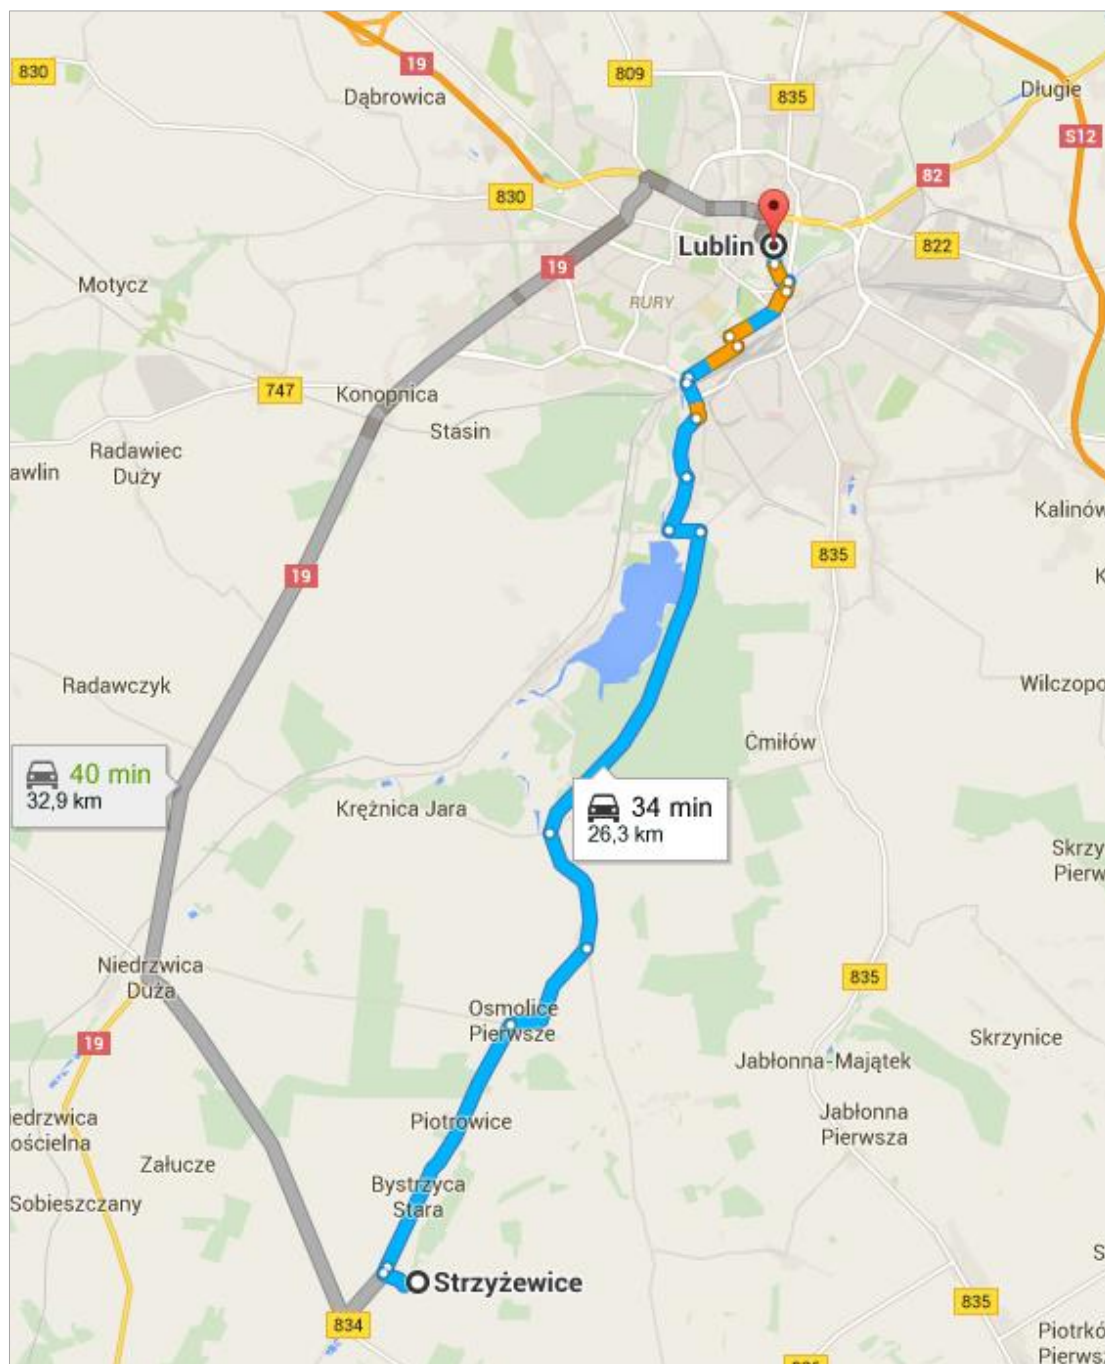 19
830
809
Dąbrowica
835
Długie
S12
82
830
Lublin
822
19
Motycz
RURY
747
Konopnica
Stasin
Radawiec
Duży
awlin
Kalinów
835
19
K
Radawczyk
Wilczopo
Ćmiłów
40 min
32,9 km
34 min
26,3 km
Krężnica Jara
Skrzy
Pierw
Niedrzwica
Duża
835
Osmolice
Pierwsze
19
Skrzynice
Jabłonna-Majątek
iedrzwica
ościelna
Piotrowice
Jabłonna
Pierwsza
Załucze
Bystrzyca
Stara
Sobieszczany
S
Strzyżewice
835
834
Piotrkó
Pierws